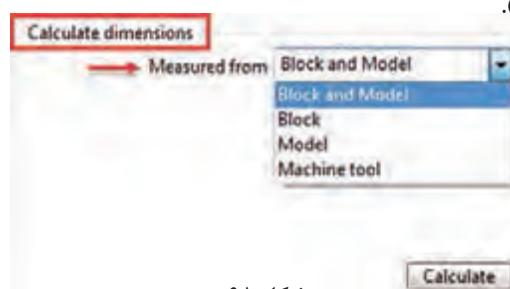 Calculate dimensions
Measured from Block and Model
Block and Model
Block
Model
Machine tool
Calculate